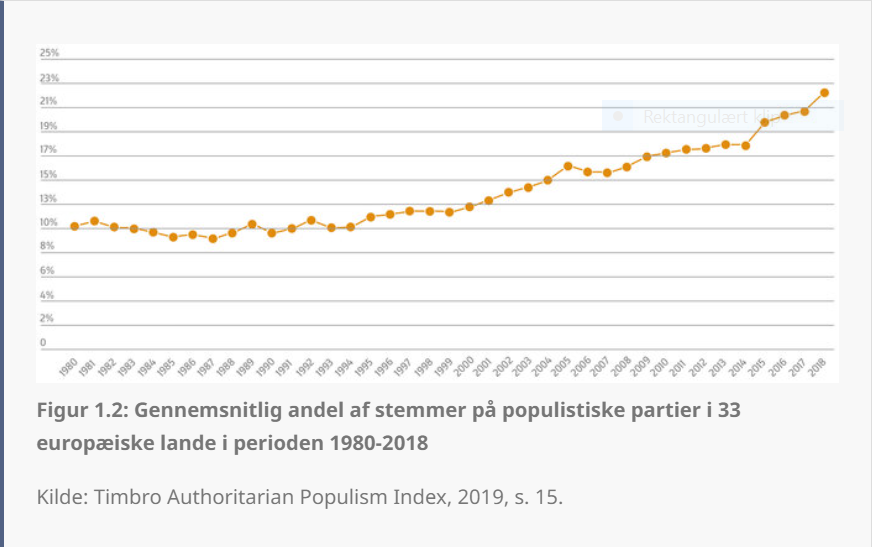 25%
23%
21%
Rektangulært klip
19%
17%
15%
13%
10%
8%
6%
4%
2%
0
1980 1981 1982 1983 1984 1985 1986 1987 1988 1989 1990 1991 1992 1993 1994 1995 1996 1997 1998 1999 2000 2001 2002 2003 2004 2005 2006 2007 2008 2009 2010 2011 2012 2013 2014 2015 2016 2017 2018
Figur 1.2: Gennemsnitlig andel af stemmer på populistiske partier i 33
europæiske lande i perioden 1980-2018
Kilde: Timbro Authoritarian Populism Index, 2019, s. 15.